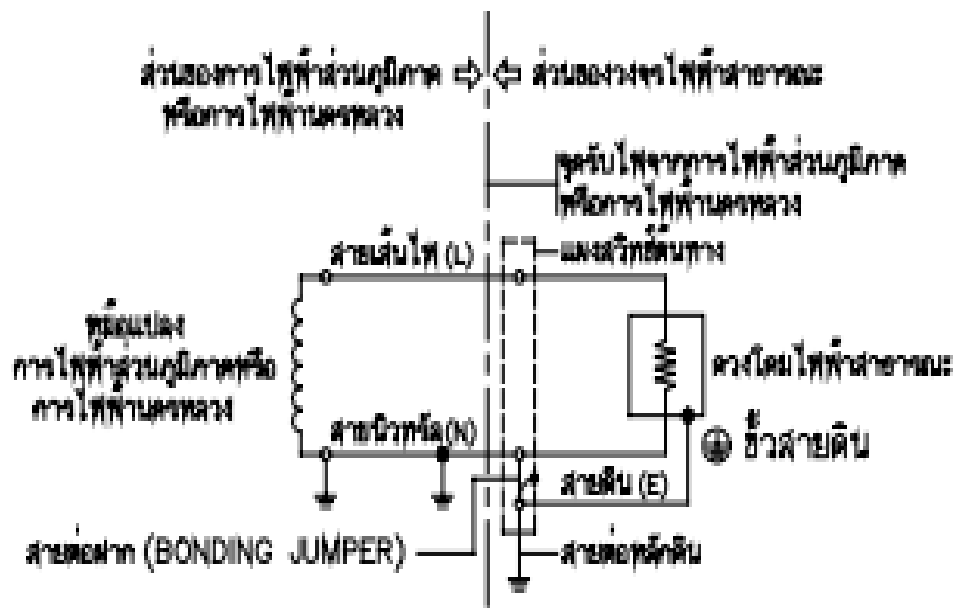 ส่วนของการไฟฟ้าส่วนภูมิภาค
หรือการไฟฟ้านครหลวง
ส่วนของวงจรไฟฟ้าสาธารณะ
จุดรับไฟจากการไฟฟ้าส่วนภูมิภาค
หรือการไฟฟ้านครหลวง
แผงสวิทซ์ต้นทาง
สายเส้นไฟ (L)
หม้อแปลง
การไฟฟ้าส่วนภูมิภาคหรือ
การไฟฟ้านครหลวง
ดวงโคมไฟฟ้าสาธารณะ
สายนิวทรัล(N)
ขั้วสายดิน
สายดิน (E)
สายต่อฝาก (BONDING JUMPER)
สายต่อหลักดิน